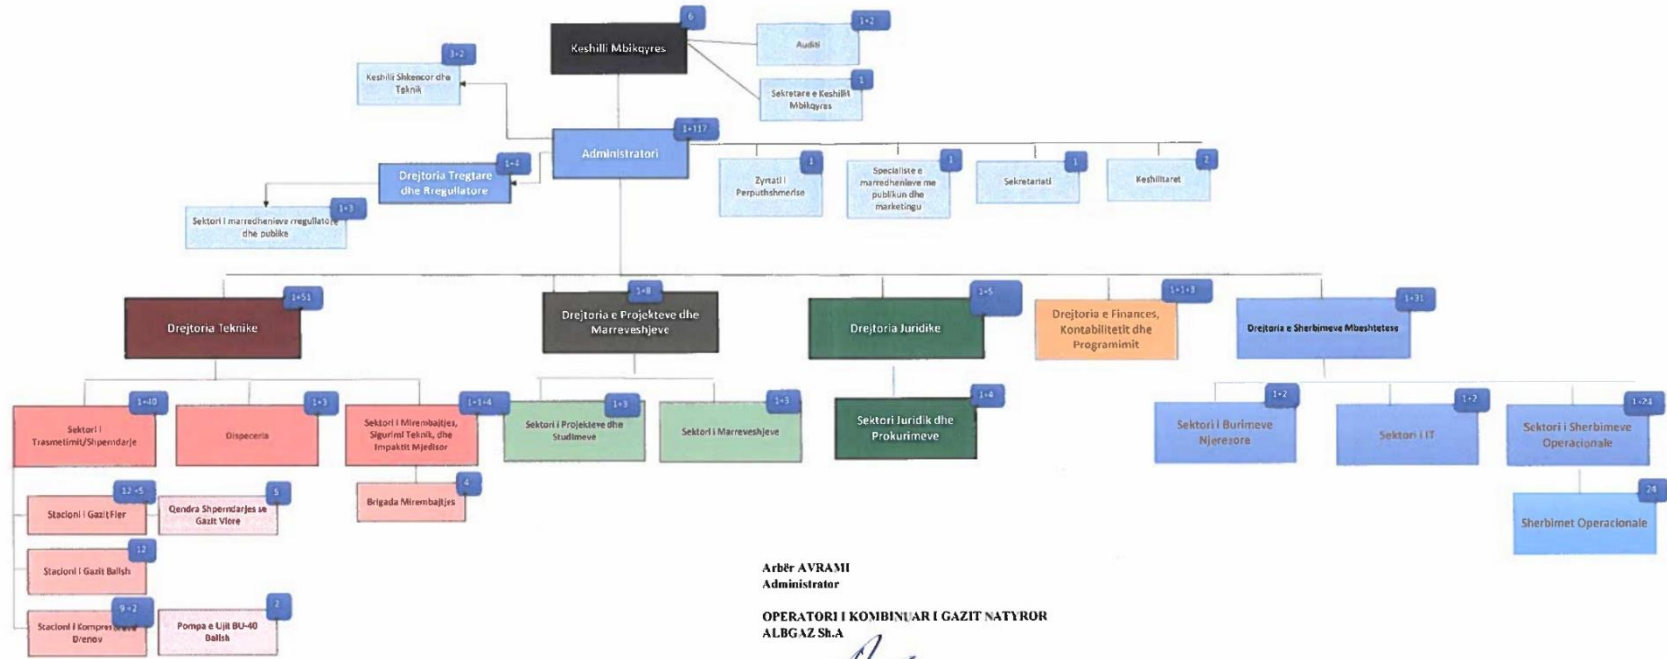 6
Keshilli Mbikqyres
1+2
Auditi
3+2
Keshilli Shkencor dhe
Teknik
1
Sekretare e Keshillit
Mbikqyres
1+117
Administratori
1+4
Drejtoria Tregtare
dhe Rregullatore
1
Zyrtari i
Perputhshmerise
1
Specialiste e
marredhenieve me
publikun dhe
marketingu
1
Sekretariati
2
Keshilltaret
1+3
Sektori i marredhenieve rregullatore
dhe publike
1+51
Drejtoria Teknike
1+8
Drejtoria e Projekteve dhe
Marreveshjeve
1+5
Drejtoria Juridike
1+1+3
Drejtoria e Finances,
Kontabilitetit dhe
Programimit
1+31
Drejtoria e Sherbimeve Mbeshtetese
1+40
Sektori i
Trasmetimit/Shperndarje
1+3
Dispeceria
1+1+4
Sektori i Mirembajtjes,
Sigurimi Teknik, dhe
Impaktit Mjedisor
1+3
Sektori i Projekteve dhe
Studimeve
1+3
Sektori i Marreveshjeve
1+4
Sektori Juridik dhe
Prokurimeve
1+2
Sektori i Burimeve
Njerezore
1+2
Sektori i IT
1+24
Sektori i Sherbimeve
Operacionale
12+5
Stacioni i Gazit Fier
5
Qendra Shperndarjes se
Gazit Vlore
4
Brigada Mirembajtjes
24
Sherbimet Operacionale
12
Stacioni i Gazit Ballsh
9+2
Stacioni i
Drenov
2
Pompa e Ujit BU-40
Ballsh
Arbër AVRAMI
Administrator
OPERATORI I KOMBINUAR I GAZIT NATYROR
ALBGAZ Sh.A